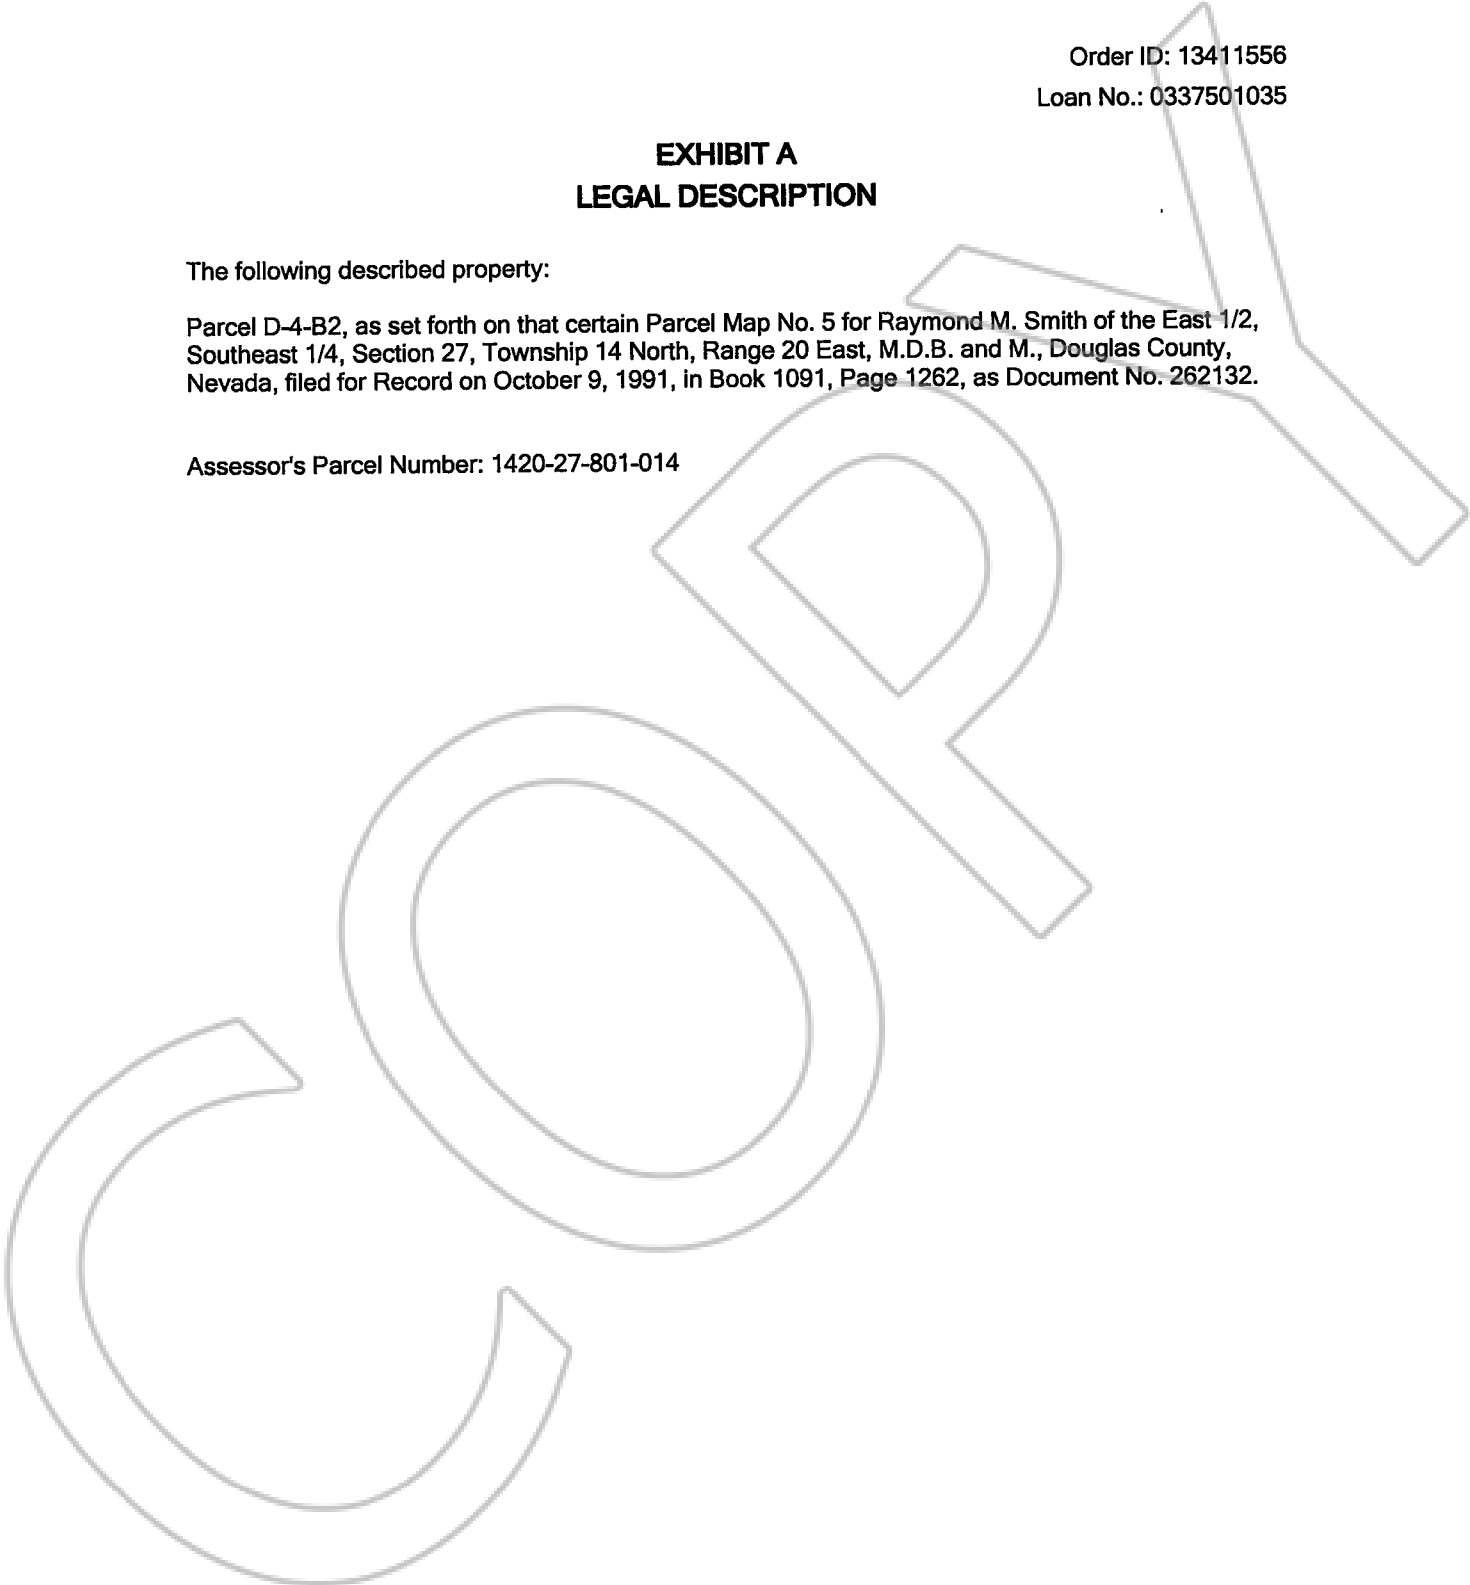 Order ID: 13411556
Loan No.: 0337501035
EXHIBIT A
LEGAL DESCRIPTION
The following described property:
Parcel D-4-B2, as set forth on that certain Parcel Map No. 5 for Raymond M. Smith of the East 1/2,
Southeast 1/4, Section 27, Township 14 North, Range 20 East, M.D.B. and M., Douglas County,
Nevada, filed for Record on October 9, 1991, in Book 1091, Page 1262, as Document No. 262132.
Assessor's Parcel Number: 1420-27-801-014
COPY